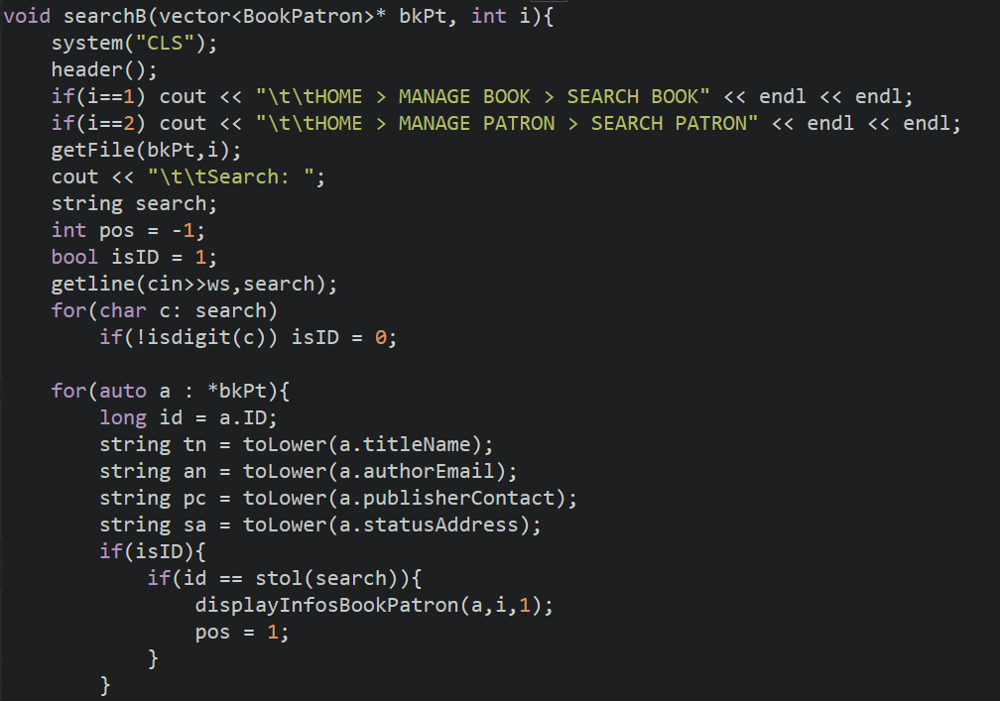 void searchB(vector<BookPatron>* bkPt, int i){
    system("CLS");
    header();
    if(i==1) cout << "\t\tHOME > MANAGE BOOK > SEARCH BOOK" << endl << endl;
    if(i==2) cout << "\t\tHOME > MANAGE PATRON > SEARCH PATRON" << endl << endl;
    getFile(bkPt,i);
    cout << "\t\tSearch: ";
    string search;
    int pos = -1;
    bool isID = 1;
    getline(cin>>ws,search);
    for(char c: search)
        if(!isdigit(c)) isID = 0;

    for(auto a : *bkPt){
        long id = a.ID;
        string tn = toLower(a.titleName);
        string an = toLower(a.authorEmail);
        string pc = toLower(a.publisherContact);
        string sa = toLower(a.statusAddress);
        if(isID){
            if(id == stol(search)){
                displayInfosBookPatron(a,i,1);
                pos = 1;
            }
        }